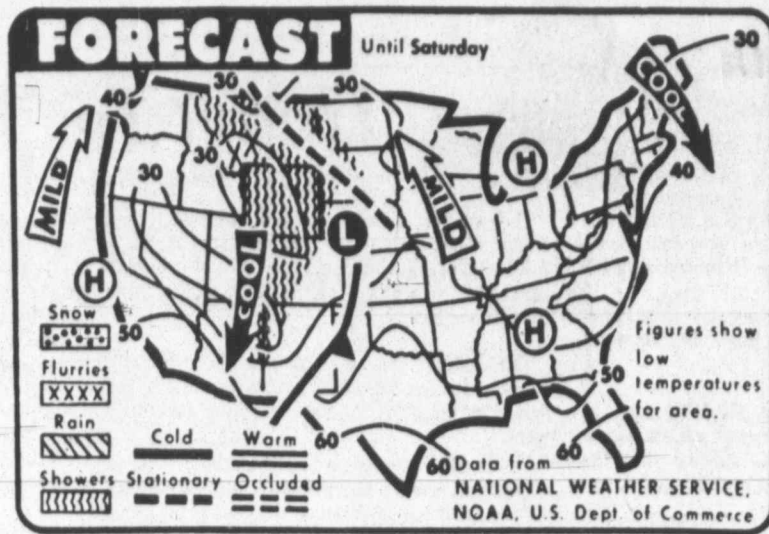 FORECAST
Until Saturday
30
30
30
40
COOL
30
30
MILD
40
MILD
H
L
COOL
H
H
50
50
60
60
60
Snow
Flurries
XXXX
Rain
Showers
Cold
Warm
Stationary
Occluded
Figures show
low
temperatures
for area.
Data from
NATIONAL WEATHER SERVICE,
NOAA, U.S. Dept. of Commerce